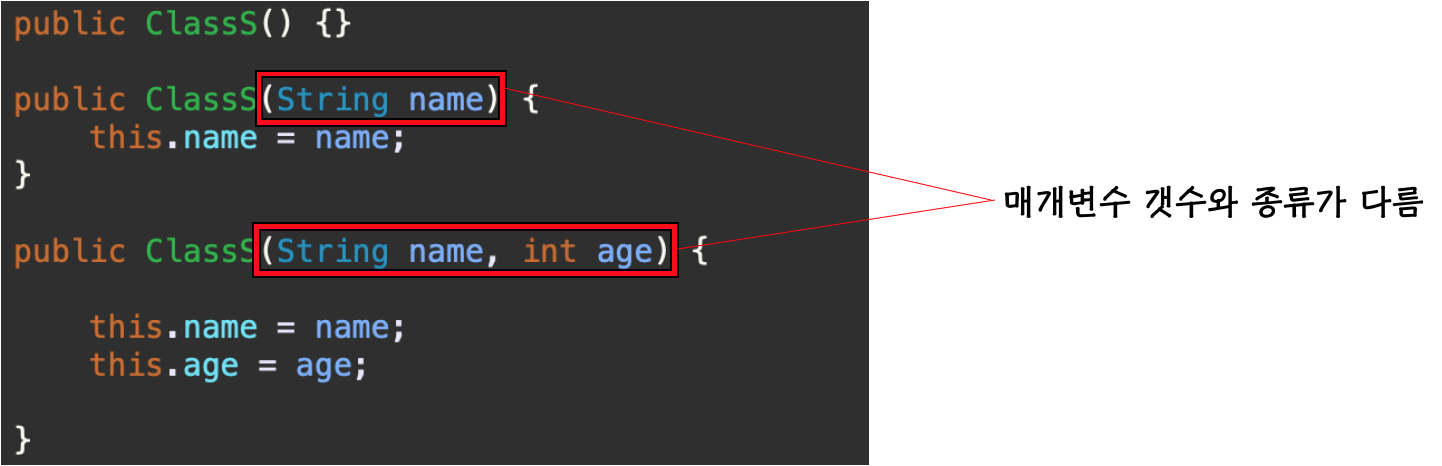 public ClassS() {}
public ClassS(String name) {
this.name = name;
}
매개변수 갯수와 종류가 다름
public ClassS(String name, int age) {
this.name = name;
this.age = age;
}